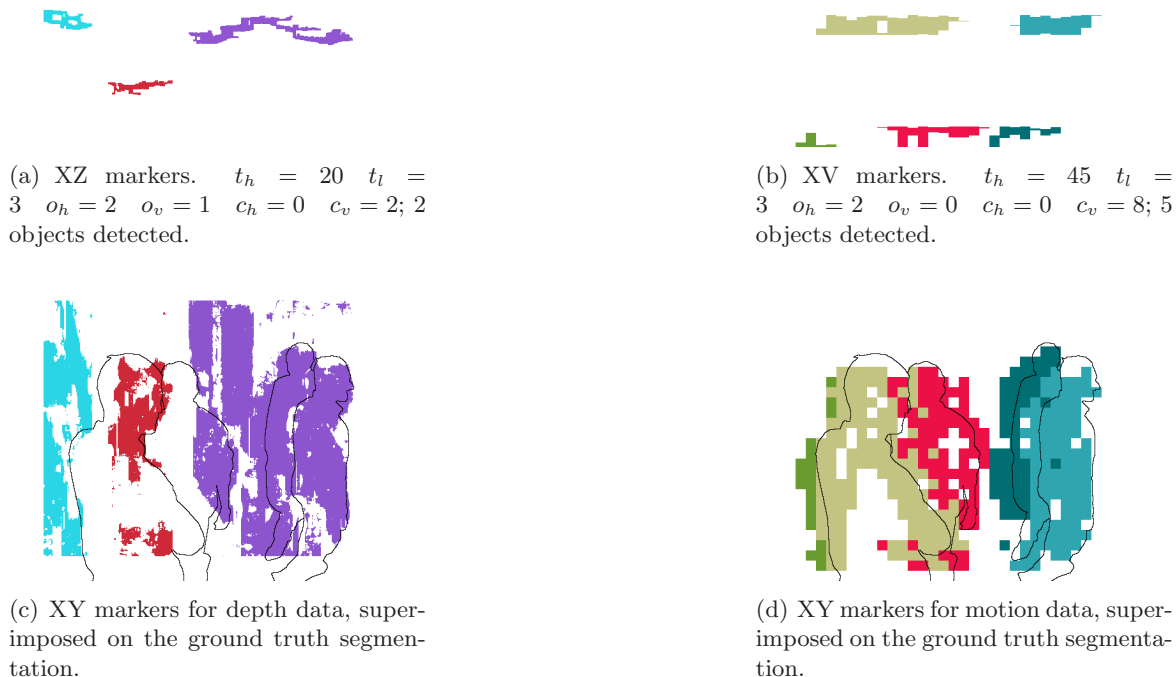 (a) XZ markers. t_h = 20 t_l =
3 o_h = 2 o_v = 1 c_h = 0 c_v = 2; 2
objects detected.
(b) XV markers. t_h = 45 t_l =
3 o_h = 2 o_v = 0 c_h = 0 c_v = 8; 5
objects detected.
(c) XY markers for depth data, super-
imposed on the ground truth segmen-
tation.
(d) XY markers for motion data, super-
imposed on the ground truth segmenta-
tion.